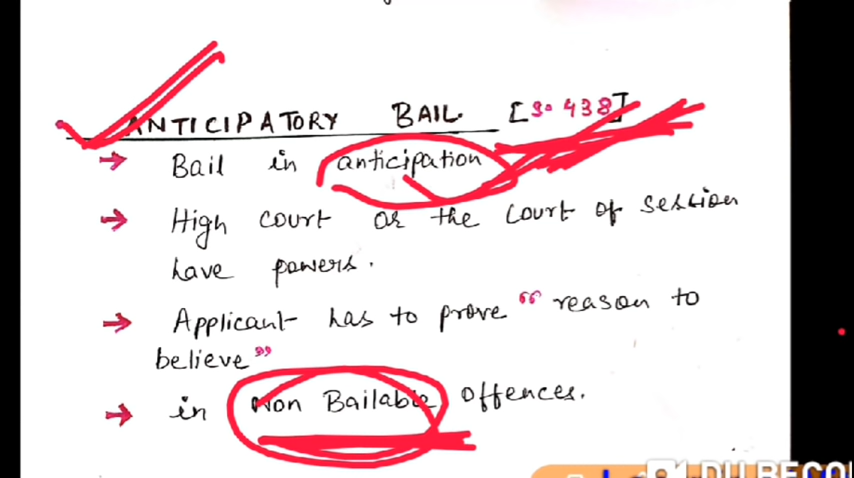 ANTICIPATORY BAIL [S. 438]
→ Bail in anticipation
→ High court or the court of session
have powers.
→ Applicant has to prove "reason to
believe"
→ in Non Bailable offences.